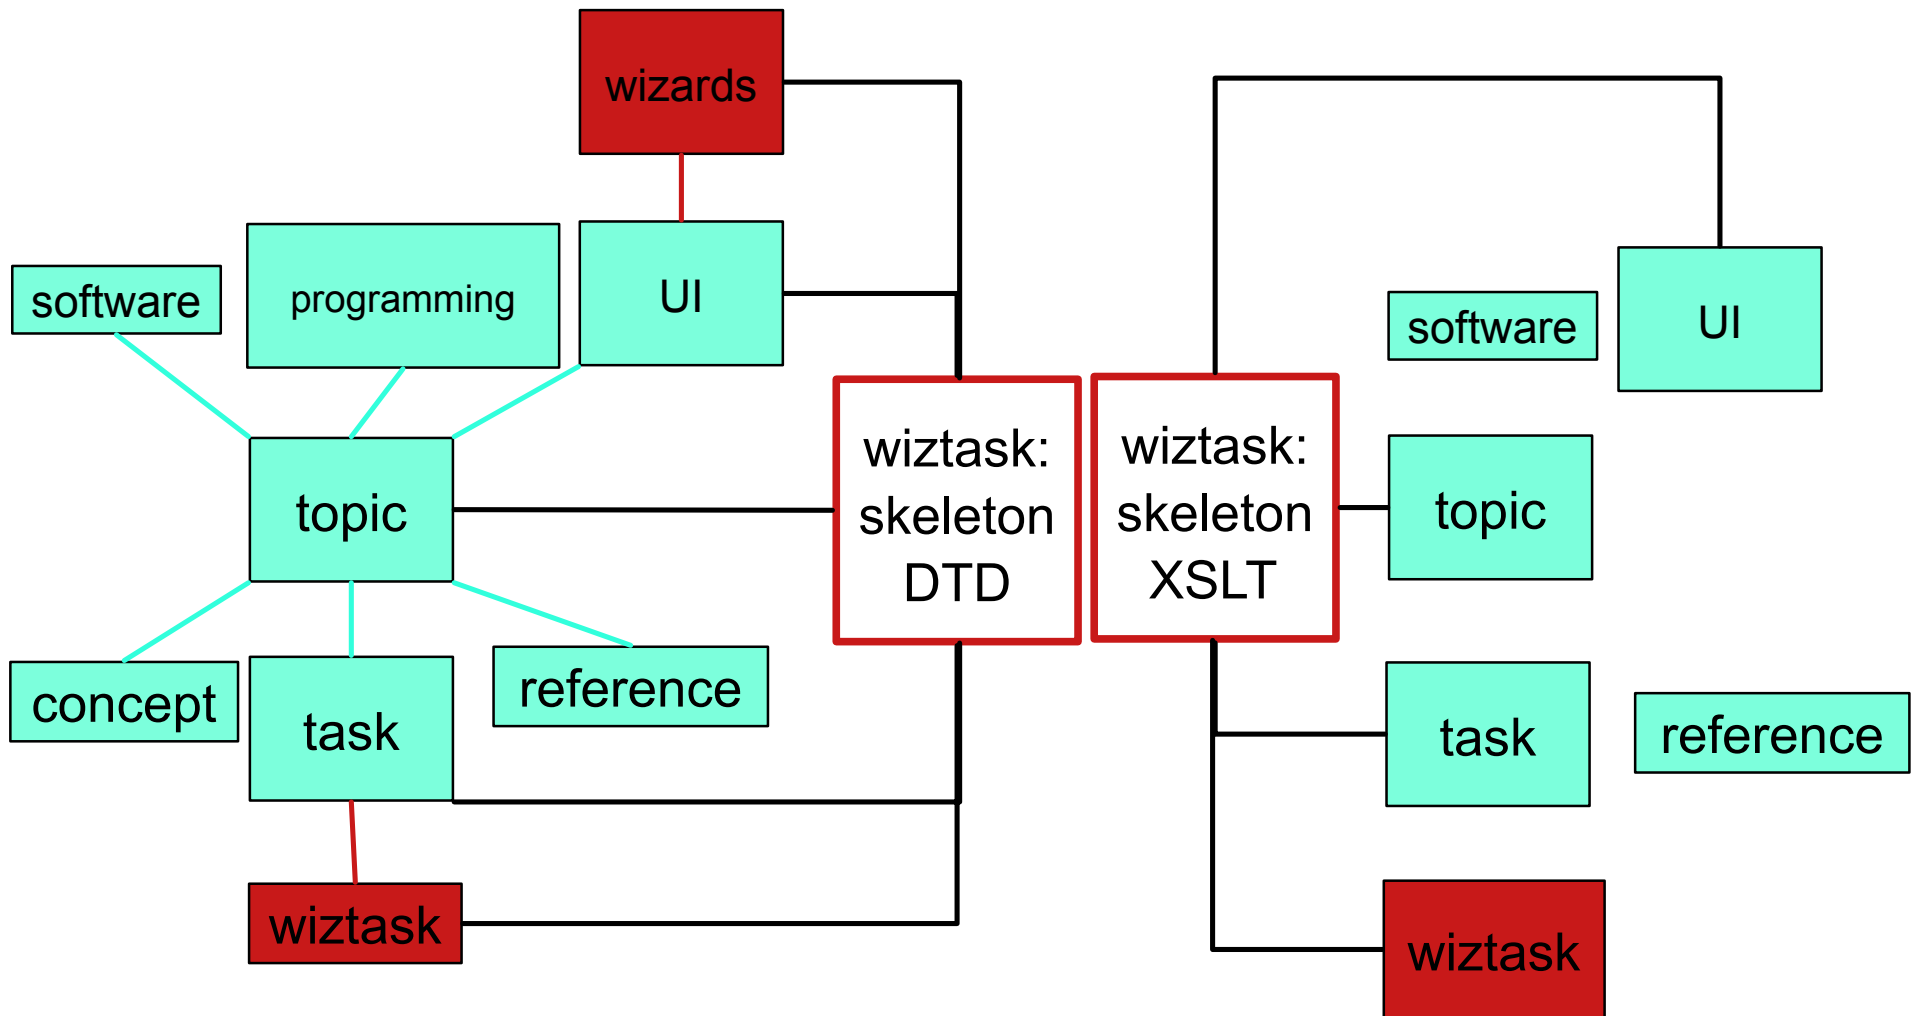 wizards
software
programming
UI
topic
concept
task
reference
wiztask
wiztask:
skeleton
DTD
wiztask:
skeleton
XSLT
software
UI
topic
task
reference
wiztask